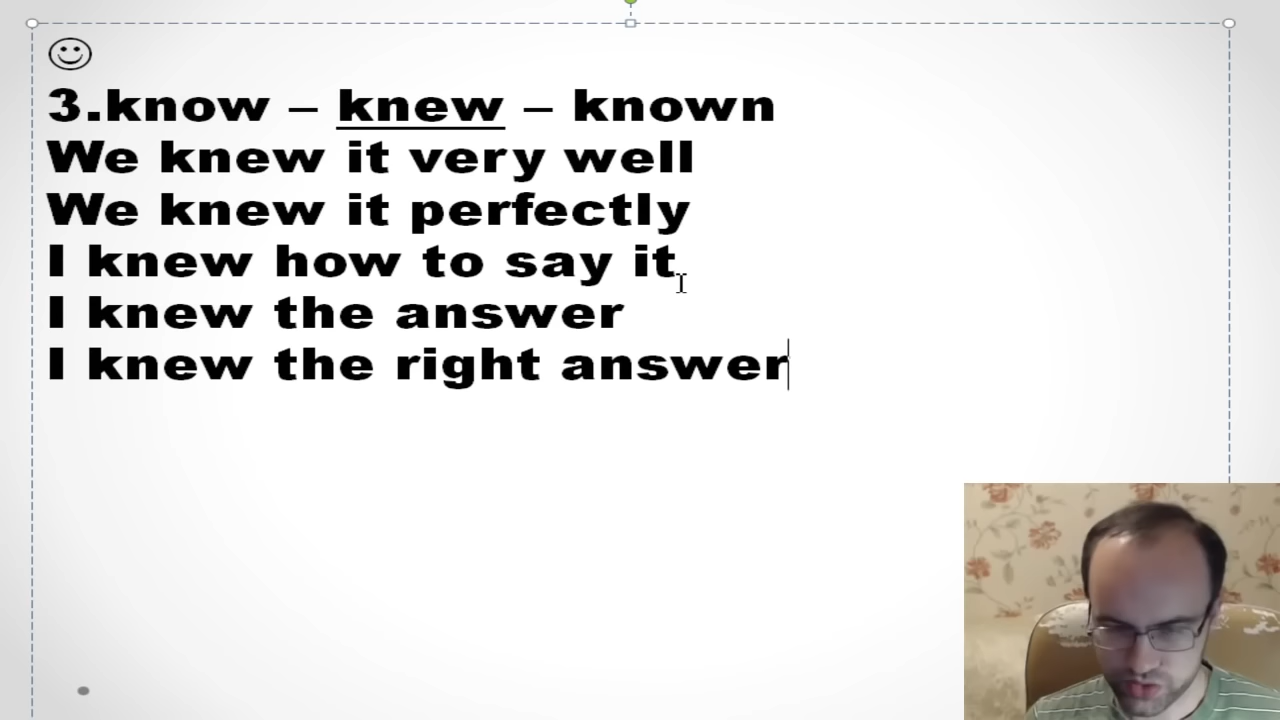 3.know – knew – known
We knew it very well
We knew it perfectly
I knew how to say it
I knew the answer
I knew the right answer